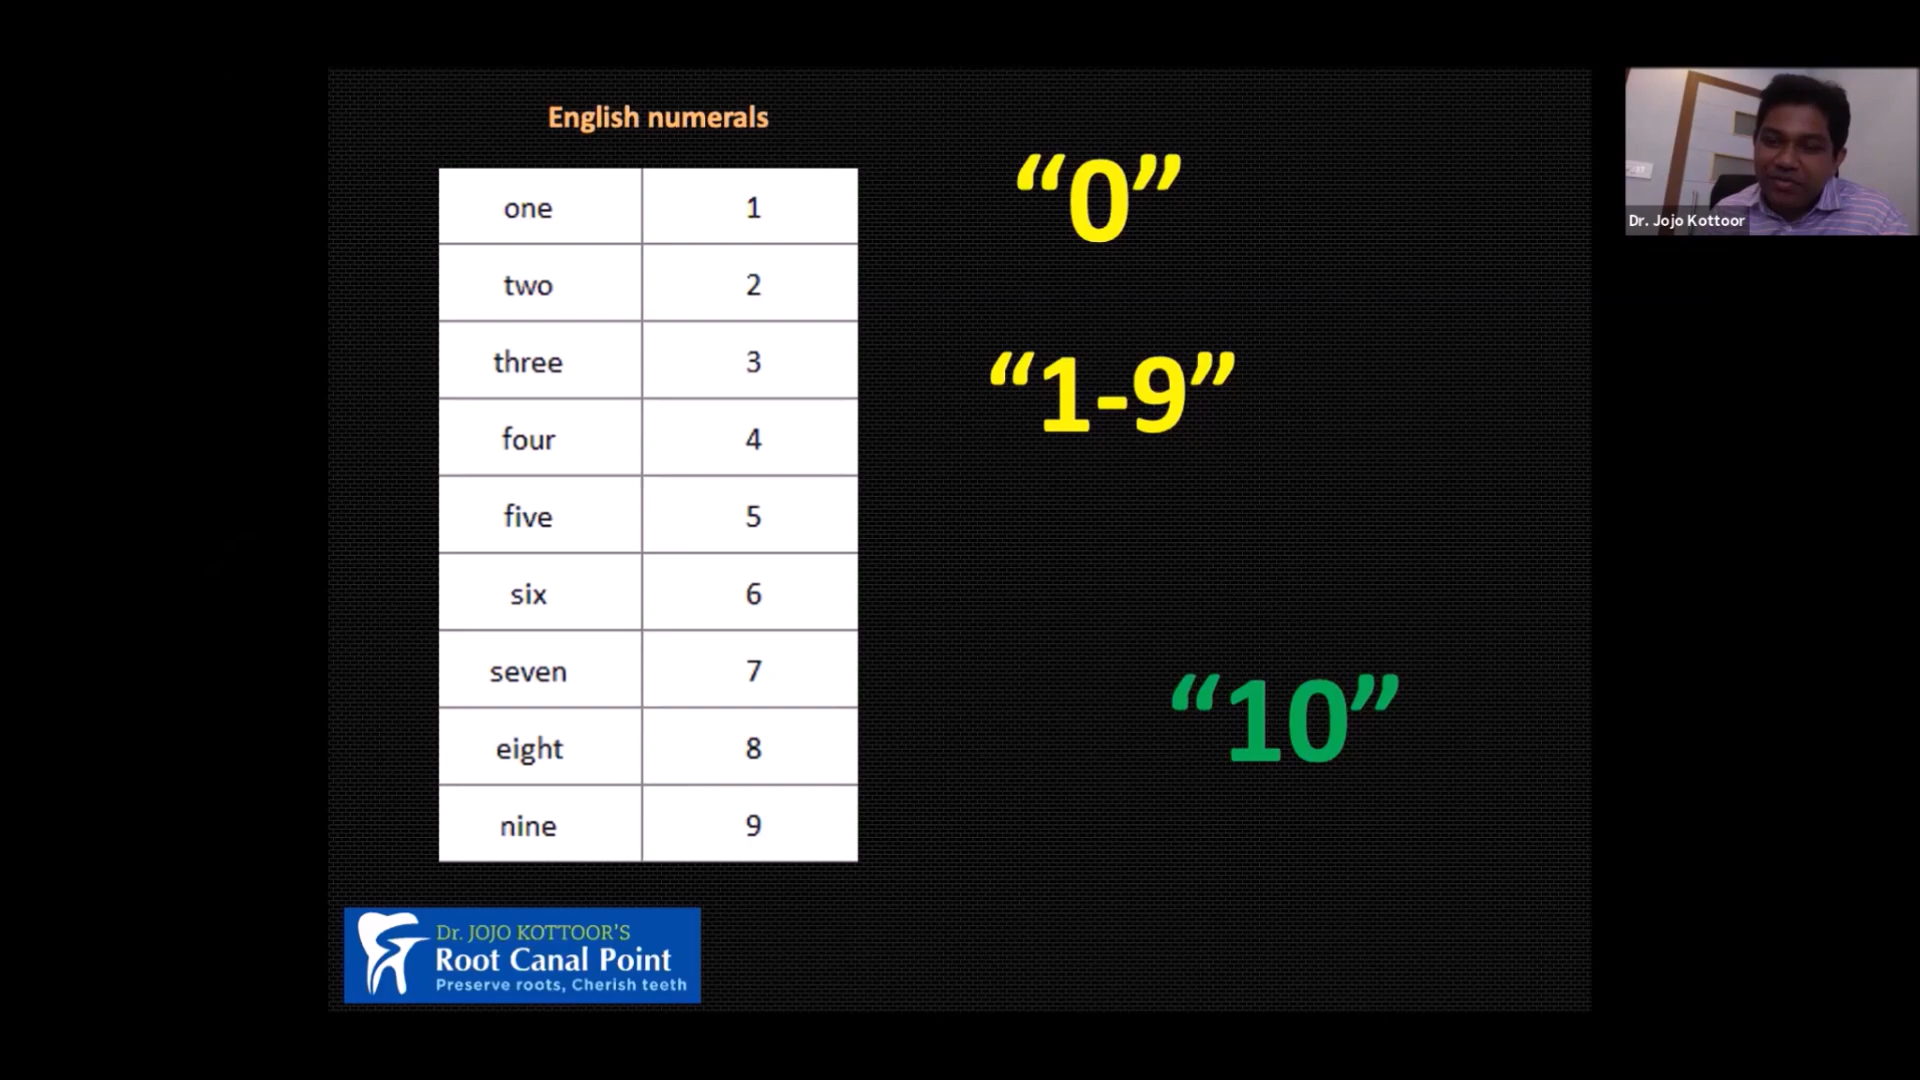 English numerals
one 1
two 2
three 3
four 4
five 5
six 6
seven 7
eight 8
nine 9
“0”
“1-9”
“10”
Dr. JOJO KOTTOOR'S
Root Canal Point
Preserve roots, Cherish teeth
Dr. Jojo Kottoor